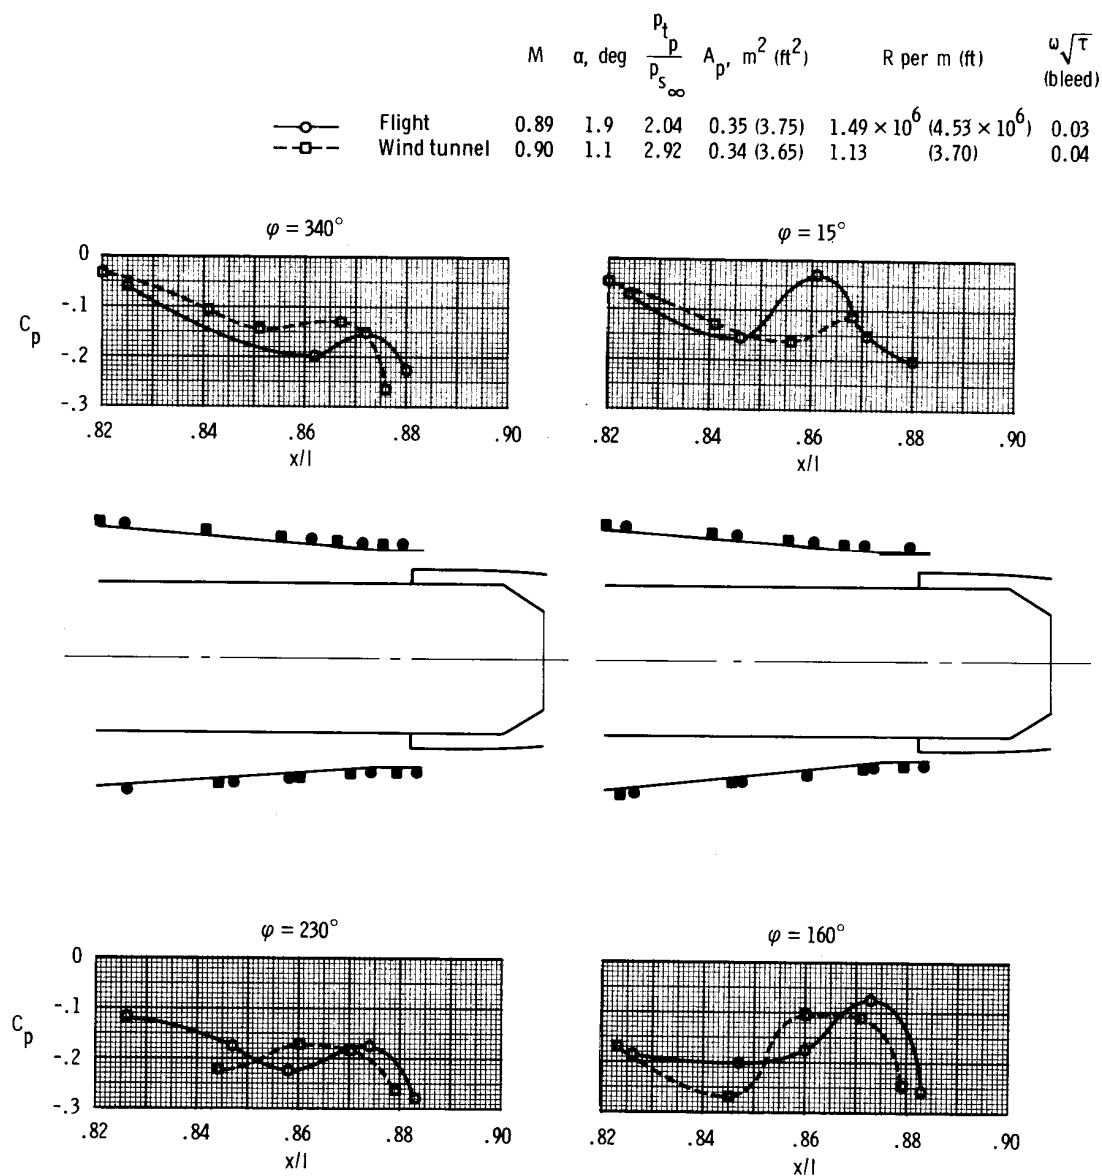 M α, deg p_t_p / p_s_∞ A_p, m² (ft²) R per m (ft) ω√τ (bleed)
Flight 0.89 1.9 2.04 0.35 (3.75) 1.49 × 10⁶ (4.53 × 10⁶) 0.03
Wind tunnel 0.90 1.1 2.92 0.34 (3.65) 1.13 (3.70) 0.04
φ = 340°
0
-.1
C_p
-.2
-.3
.82 .84 .86 .88 .90
x/l
φ = 15°
.82 .84 .86 .88 .90
x/l
φ = 230°
0
-.1
C_p
-.2
-.3
.82 .84 .86 .88 .90
x/l
φ = 160°
.82 .84 .86 .88 .90
x/l